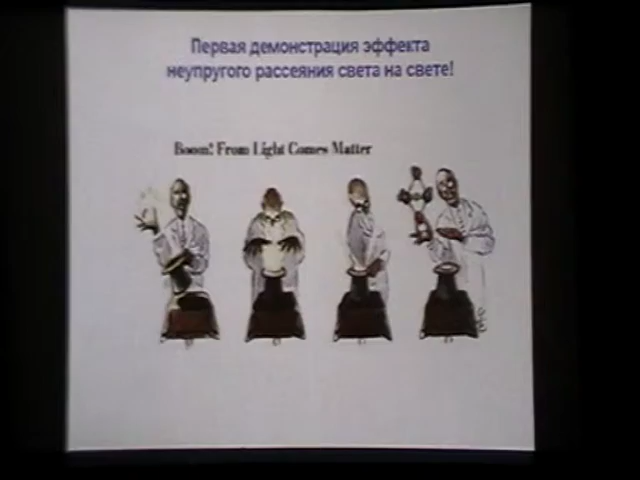 Первая демонстрация эффекта
неупругого рассеяния света на свете!
Boom! From Light Comes Matter